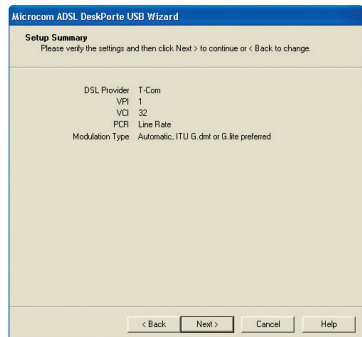 Microcom ADSL DeskPorte USB Wizard
Setup Summary
Please verify the settings and then click Next > to continue or < Back to change.
DSL Provider T-Com
VPI 1
VCI 32
PCR Line Rate
Modulation Type Automatic, ITU G.dmt or G.lite preferred
< Back Next > Cancel Help